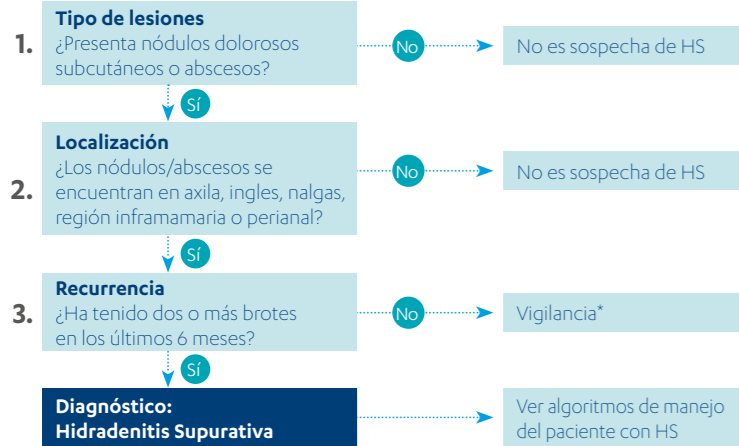 1.
Tipo de lesiones
¿Presenta nódulos dolorosos
subcutáneos o abscesos?
No
No es sospecha de HS
Sí
2.
Localización
¿Los nódulos/abscesos se
encuentran en axila, ingles, nalgas,
región inframamaria o perianal?
No
No es sospecha de HS
Sí
3.
Recurrencia
¿Ha tenido dos o más brotes
en los últimos 6 meses?
No
Vigilancia*
Sí
Diagnóstico:
Hidradenitis Supurativa
Ver algoritmos de manejo
del paciente con HS